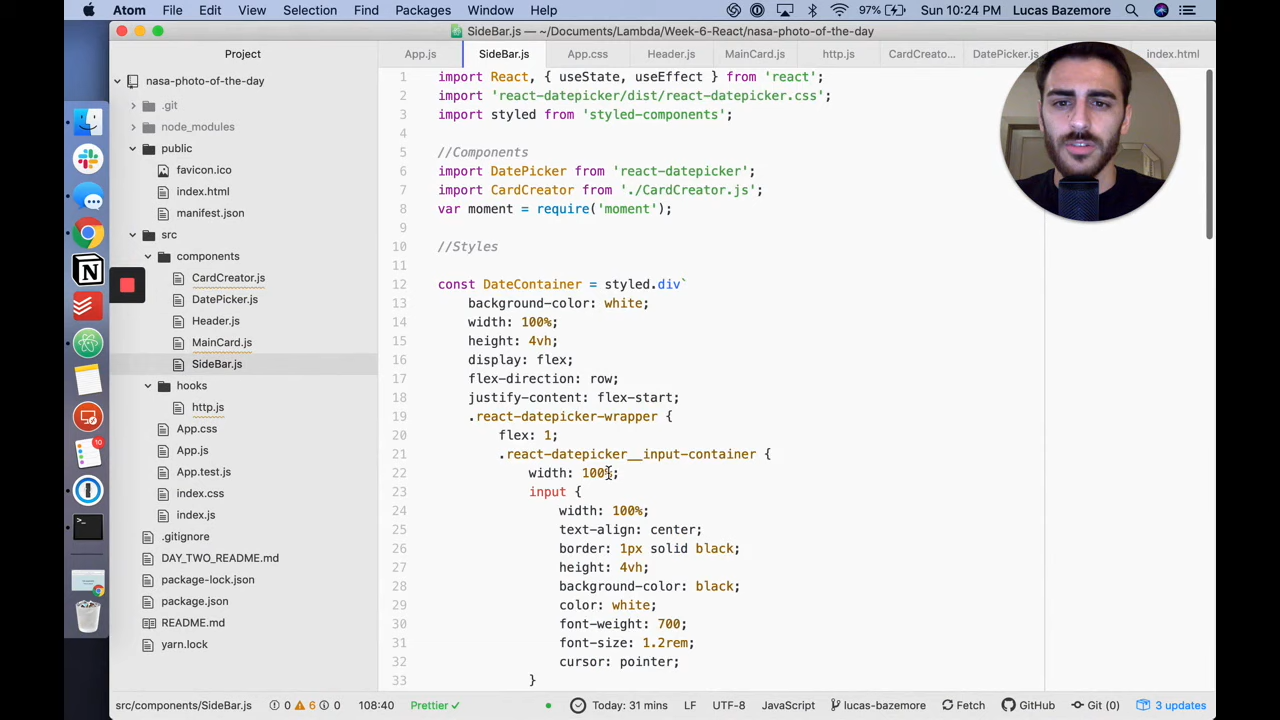 Atom File Edit View Selection Find Packages Window Help 97% Sun 10:24 PM Lucas Bazemore
SideBar.js — ~/Documents/Lambda/Week-6-React/nasa-photo-of-the-day
Project App.js SideBar.js App.css Header.js MainCard.js http.js CardCreato... DatePicker.js index.html
nasa-photo-of-the-day
.git
node_modules
public
favicon.ico
index.html
manifest.json
src
components
CardCreator.js
DatePicker.js
Header.js
MainCard.js
SideBar.js
hooks
http.js
App.css
App.js
App.test.js
index.css
index.js
.gitignore
DAY_TWO_README.md
package-lock.json
package.json
README.md
yarn.lock
10
1 import React, { useState, useEffect } from 'react';
2 import 'react-datepicker/dist/react-datepicker.css';
3 import styled from 'styled-components';
4
5 //Components
6 import DatePicker from 'react-datepicker';
7 import CardCreator from './CardCreator.js';
8 var moment = require('moment');
9
10 //Styles
11
12 const DateContainer = styled.div`
13 background-color: white;
14 width: 100%;
15 height: 4vh;
16 display: flex;
17 flex-direction: row;
18 justify-content: flex-start;
19 .react-datepicker-wrapper {
20 flex: 1;
21 .react-datepicker__input-container {
22 width: 100%;
23 input {
24 width: 100%;
25 text-align: center;
26 border: 1px solid black;
27 height: 4vh;
28 background-color: black;
29 color: white;
30 font-weight: 700;
31 font-size: 1.2rem;
32 cursor: pointer;
33 }
src/components/SideBar.js 0 6 0 108:40 Prettier ✓ Today: 31 mins LF UTF-8 JavaScript lucas-bazemore Fetch GitHub Git (0) 3 updates